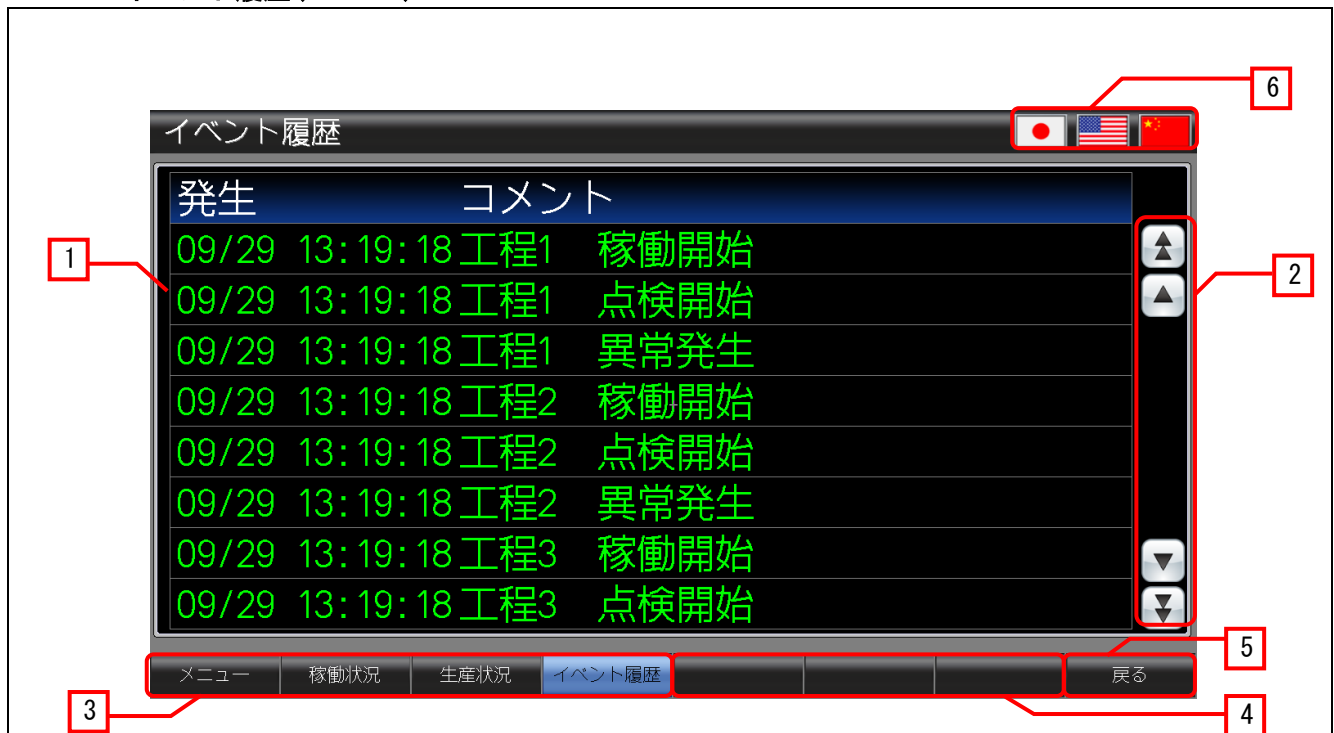 6
イベント履歴
発生 コメント
09/29 13:19:18 工程1 稼働開始
1
2
09/29 13:19:18 工程1 点検開始
09/29 13:19:18 工程1 異常発生
09/29 13:19:18 工程2 稼働開始
09/29 13:19:18 工程2 点検開始
09/29 13:19:18 工程2 異常発生
09/29 13:19:18 工程3 稼働開始
09/29 13:19:18 工程3 点検開始
5
メニュー 稼働状況 生産状況 イベント履歴 戻る
3
4